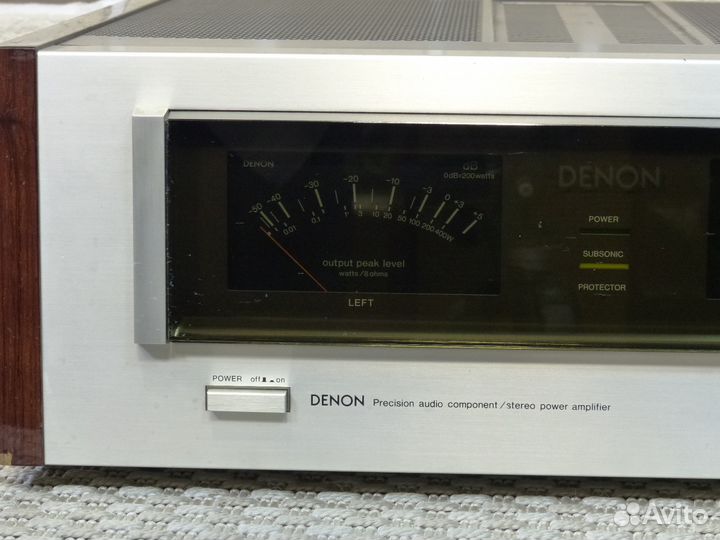 DENON
dB
0dB=200watts
-50 -40 -30 -20 -10 -3 0 +3 +5
0 0.01 0.1 1 3 10 20 50 100 200 400W
output peak level
watts/8ohms
LEFT
DENON
POWER
SUBSONIC
PROTECTOR
POWER off on
DENON Precision audio component/stereo power amplifier
Avito